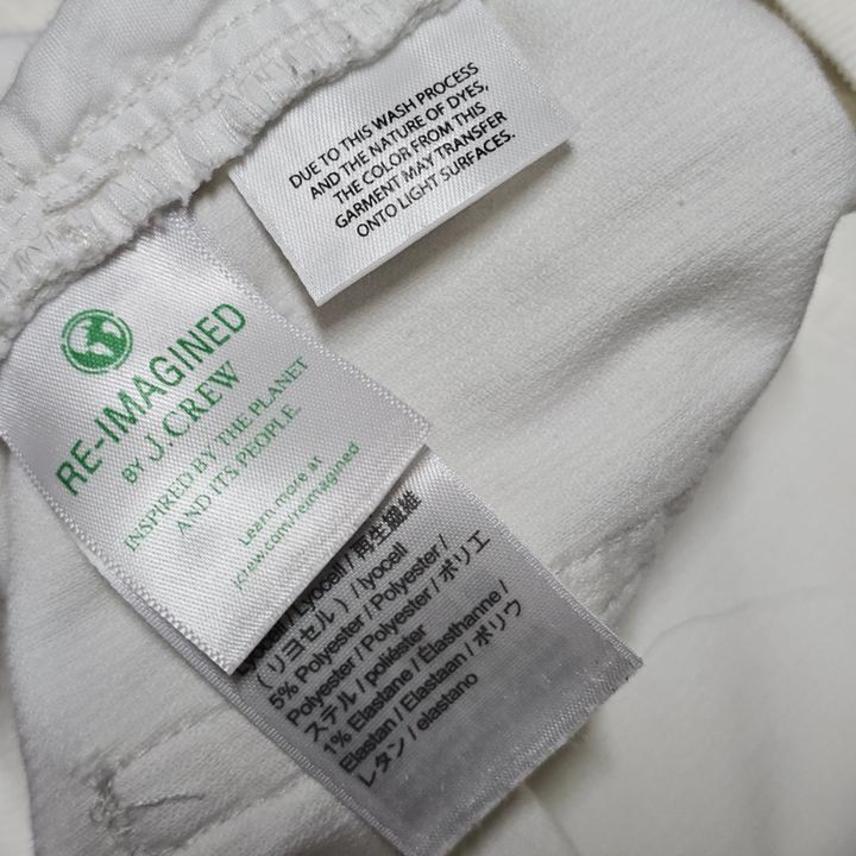 DUE TO THIS WASH PROCESS
AND THE NATURE OF DYES,
THE COLOR FROM THIS
GARMENT MAY TRANSFER
ONTO LIGHT SURFACES.
RE-IMAGINED
BY J.CREW
INSPIRED BY THE PLANET
AND ITS PEOPLE.
Learn more at
jcrew.com/reimagined
/ Lyocell / 再生繊維
(リヨセル) / lyocell
5% Polyester / Polyester /
Polyester / Polyester / ポリエ
ステル / poliéster
1% Elastane / Élasthanne /
Elastan / Elastaan / ポリウ
レタン / elastano